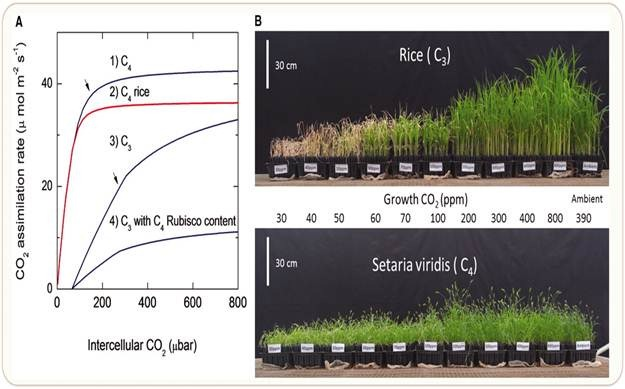 A
CO2 assimilation rate (μ mol m-2 s-1)
40
20
0
1) C4
2) C4 rice
3) C3
4) C3 with C4 Rubisco content
0 200 400 600 800
Intercellular CO2 (μbar)
B
30 cm
Rice ( C3)
Growth CO2 (ppm)
Ambient
30 40 50 60 70 100 200 300 400 800 390
30 cm
Setaria viridis ( C4)